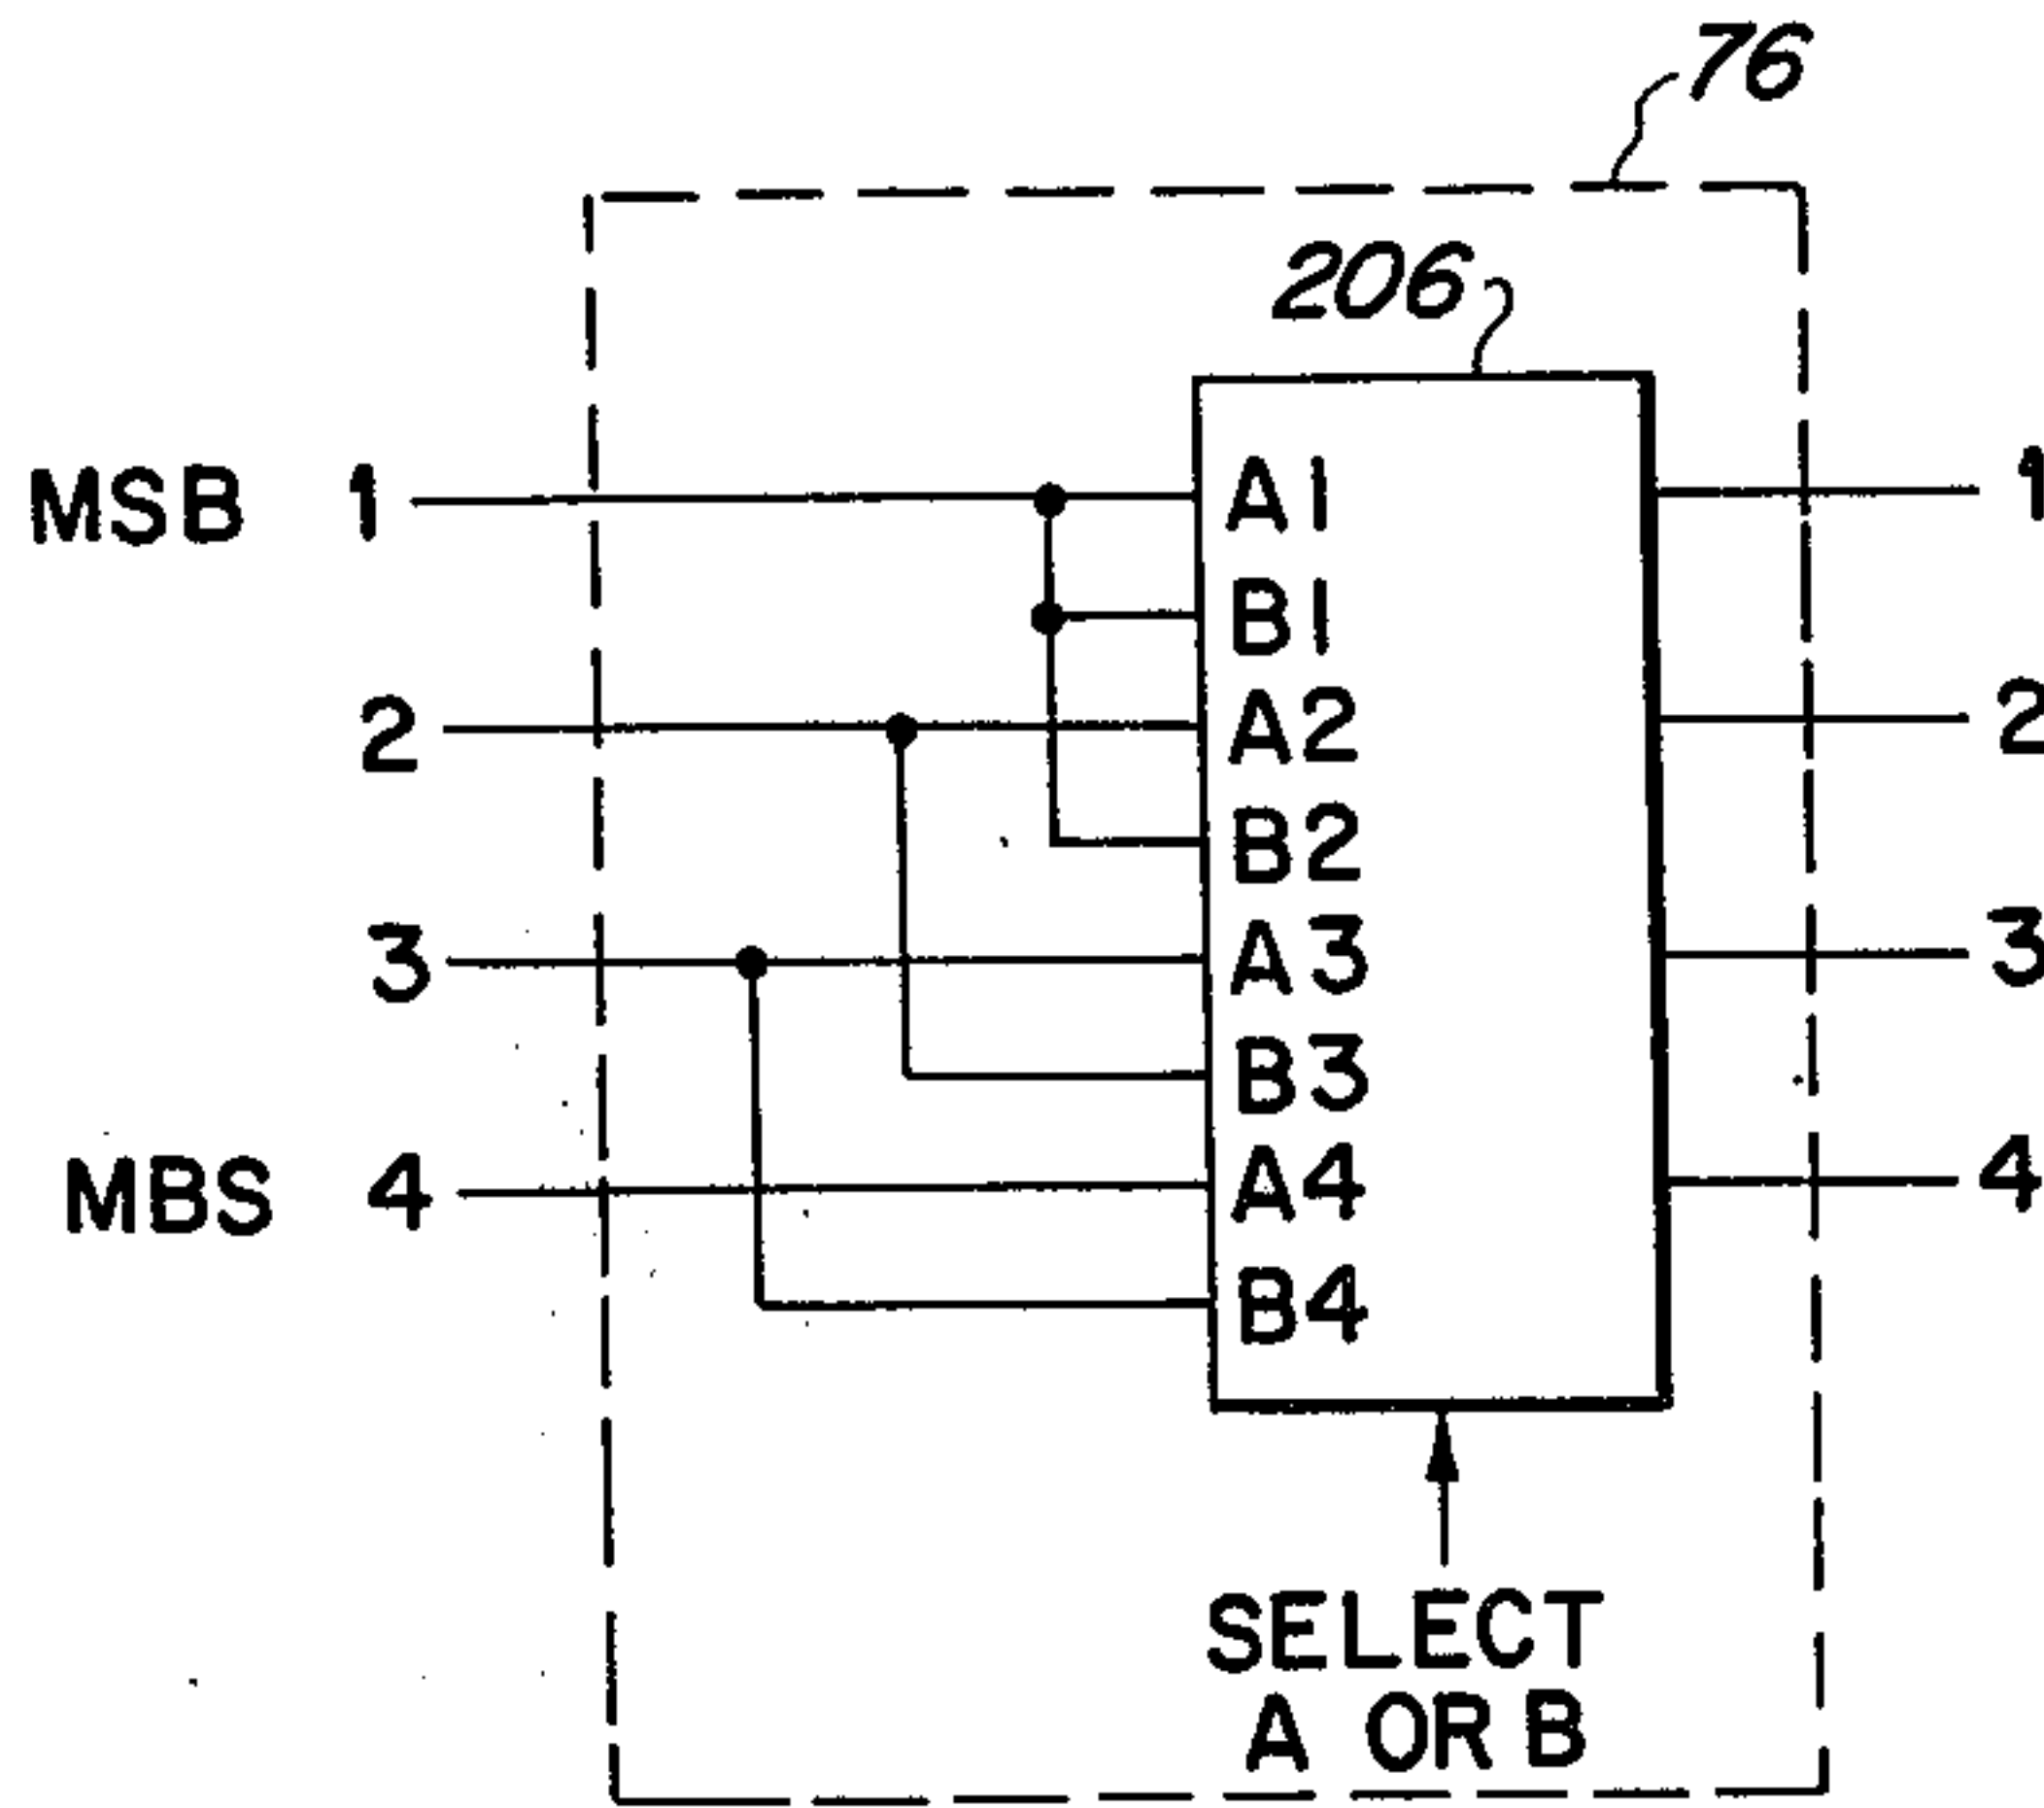 76
206
MSB 1 A1 1
B1
2 A2 2
B2
3 A3 3
B3
MBS 4 A4 4
B4
SELECT
A OR B